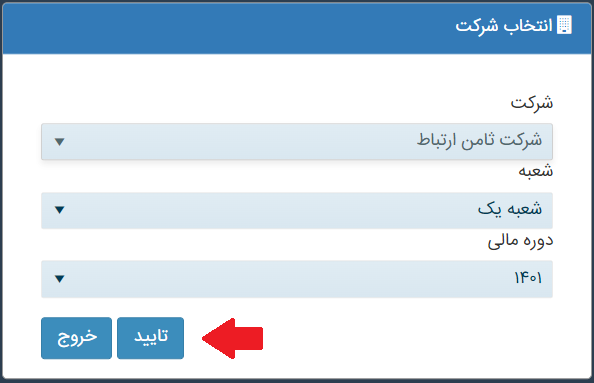 انتخاب شرکت
شرکت
شرکت ثامن ارتباط
شعبه
شعبه یک
دوره مالی
۱۴۰۱
تایید
خروج